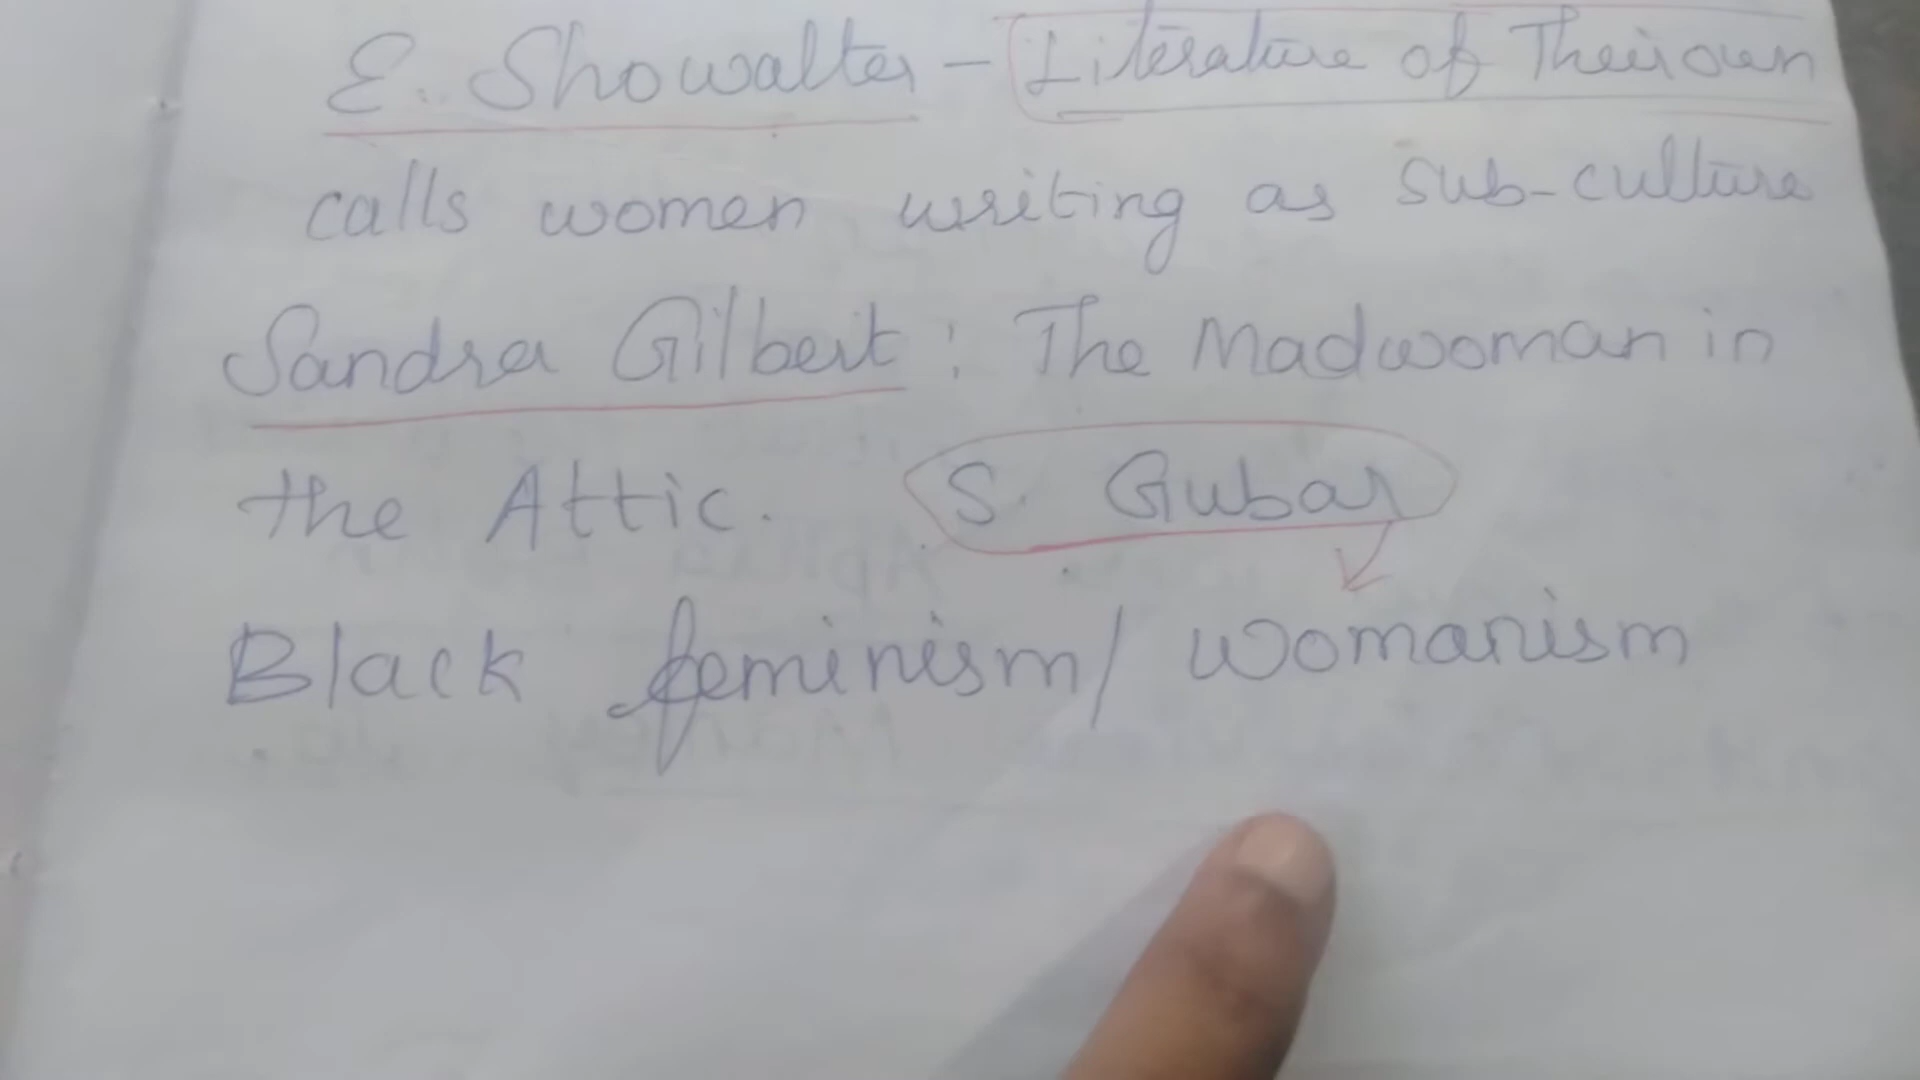 E. Showalter - Literature of Their own
calls women writing as sub-culture
Sandra Gilbert : The Madwoman in
the Attic. S. Gubar
Black feminism/ womanism